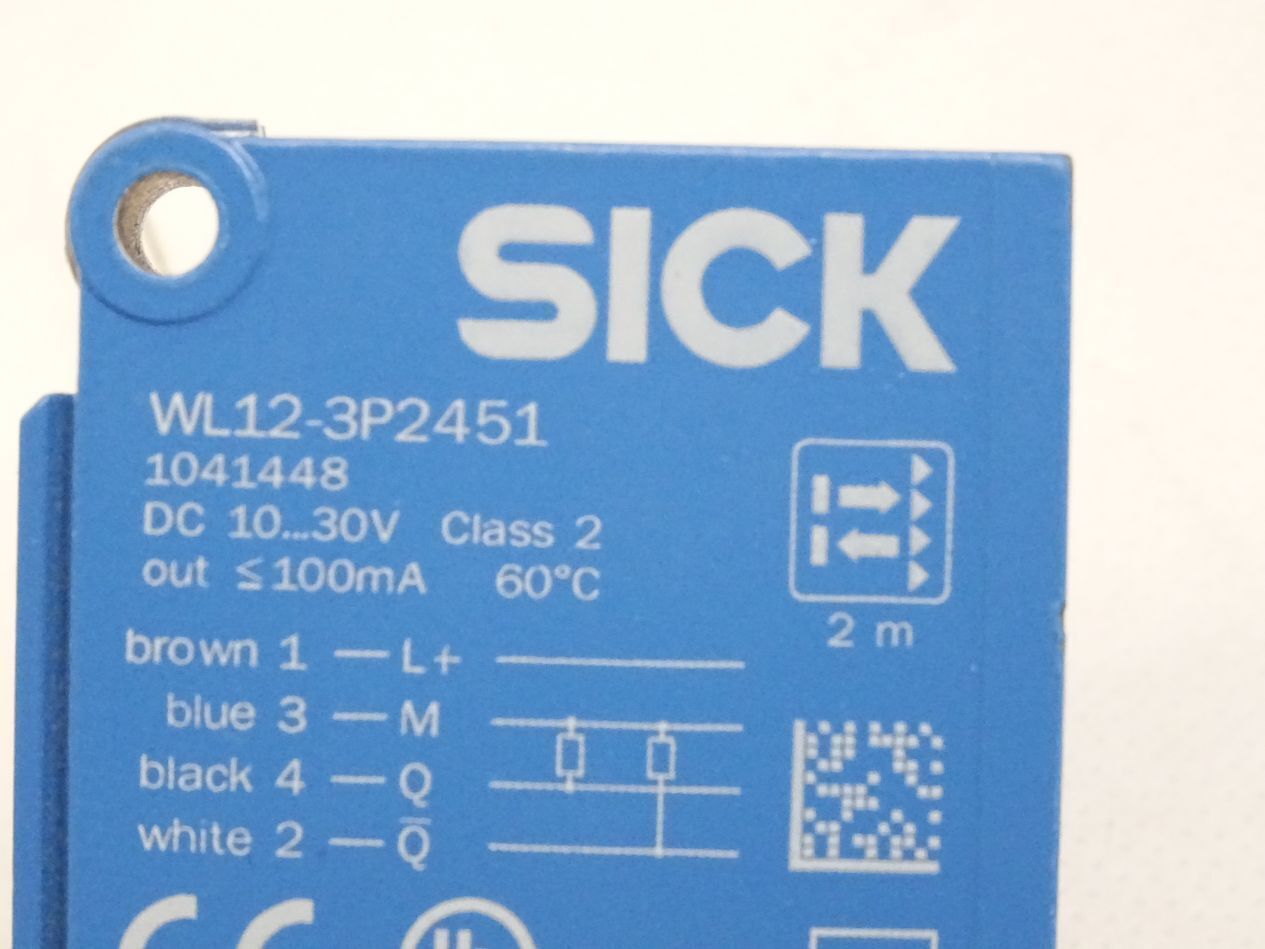 SICK
WL12-3P2451
1041448
DC 10...30V Class 2
out ≤100mA 60°C
2 m
brown 1 — L+
blue 3 — M
black 4 — Q
white 2 — Q̅
CE